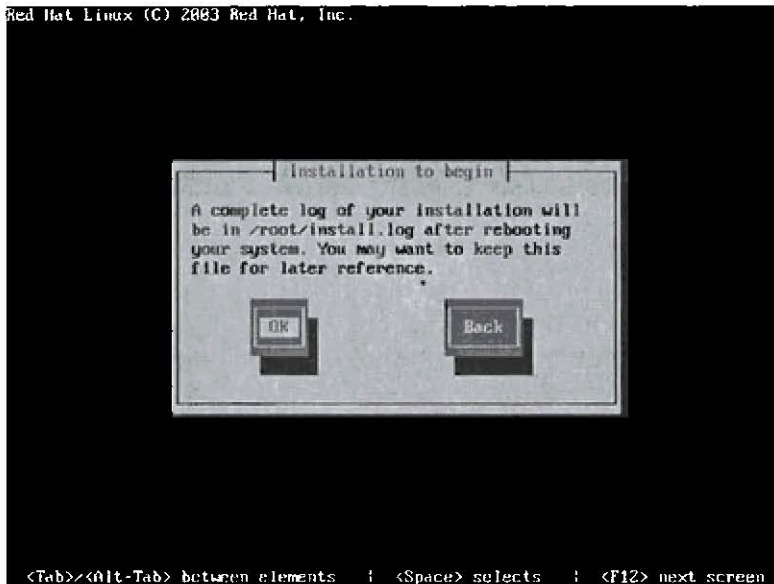 Red Hat Linux (C) 2003 Red Hat, Inc.
Installation to begin
A complete log of your installation will
be in /root/install.log after rebooting
your system. You may want to keep this
file for later reference.
OK
Back
<Tab>/<Alt-Tab> between elements | <Space> selects | <F12> next screen